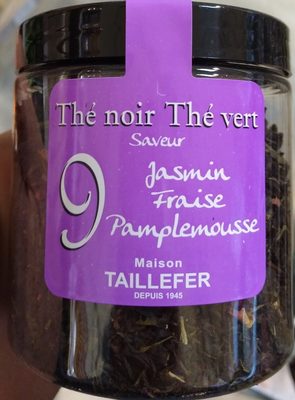 Thé noir Thé vert
Saveur
9
Jasmin
Fraise
Pamplemousse
Maison
TAILLEFER
DEPUIS 1945